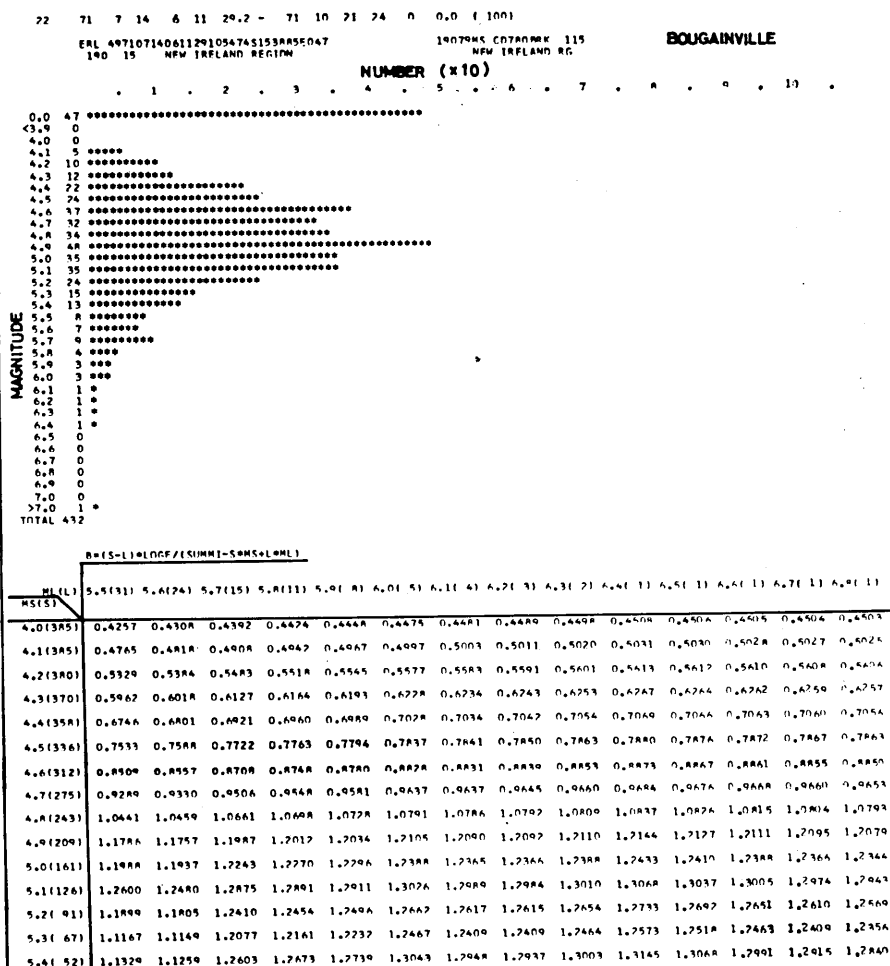 22 71 7 14 6 11 29.2 - 71 10 21 24 0 0.0 ( 100)
ERL 4971071406112910547 4S153885E047 19079MS CD780BRK 115 BOUGAINVILLE
190 15 NEW IRELAND REGION NEW IRELAND RG
NUMBER (×10)
. 1 . 2 . 3 . 4 . 5 . . 6 . 7 . 8 . 9 . 10 .
MAGNITUDE
0.0 47 ***********************************************
<3.9 0
4.0 0
4.1 5 *****
4.2 10 **********
4.3 12 ************
4.4 22 **********************
4.5 24 ************************
4.6 37 *************************************
4.7 32 ********************************
4.8 34 **********************************
4.9 48 ************************************************
5.0 35 ***********************************
5.1 35 ***********************************
5.2 24 ************************
5.3 15 ***************
5.4 13 *************
5.5 8 ********
5.6 7 *******
5.7 9 *********
5.8 4 ****
5.9 3 ***
6.0 3 ***
6.1 1 *
6.2 1 *
6.3 1 *
6.4 1 *
6.5 0
6.6 0
6.7 0
6.8 0
6.9 0
7.0 0
>7.0 1 *
TOTAL 432
B=(S-L)*LOGE/(SUMMI-S*MS+L*ML)
ML(L) 5.5(31) 5.6(24) 5.7(15) 5.8(11) 5.9( 8) 6.0( 5) 6.1( 4) 6.2( 3) 6.3( 2) 6.4( 1) 6.5( 1) 6.6( 1) 6.7( 1) 6.8( 1)
MS(S)
4.0(385) 0.4257 0.4308 0.4392 0.4424 0.4448 0.4475 0.4481 0.4489 0.4498 0.4508 0.4506 0.4505 0.4504 0.4503
4.1(385) 0.4765 0.4818 0.4908 0.4942 0.4967 0.4997 0.5003 0.5011 0.5020 0.5031 0.5030 0.5028 0.5027 0.5025
4.2(380) 0.5329 0.5384 0.5483 0.5518 0.5545 0.5577 0.5583 0.5591 0.5601 0.5613 0.5612 0.5610 0.5608
4.3(370) 0.5962 0.6018 0.6127 0.6164 0.6193 0.6228 0.6234 0.6243 0.6253 0.6267 0.6264 0.6262 0.6259 0.6257
4.4(358) 0.6746 0.6801 0.6921 0.6960 0.6989 0.7028 0.7034 0.7042 0.7054 0.7069 0.7066 0.7063 0.7060
4.5(336) 0.7533 0.7588 0.7722 0.7763 0.7794 0.7837 0.7841 0.7850 0.7863 0.7880 0.7876 0.7872 0.7867 0.7863
4.6(312) 0.8509 0.8557 0.8708 0.8748 0.8780 0.8828 0.8831 0.8839 0.8853 0.8873 0.8867 0.8861 0.8855 0.8850
4.7(275) 0.9289 0.9330 0.9506 0.9548 0.9581 0.9637 0.9637 0.9645 0.9660 0.9684 0.9676 0.9668 0.9660 0.9653
4.8(243) 1.0441 1.0459 1.0661 1.0698 1.0728 1.0791 1.0786 1.0792 1.0809 1.0837 1.0826 1.0815 1.0804 1.0793
4.9(209) 1.1786 1.1757 1.1987 1.2012 1.2034 1.2105 1.2090 1.2092 1.2110 1.2144 1.2127 1.2111 1.2095 1.2079
5.0(161) 1.1988 1.1937 1.2243 1.2270 1.2296 1.2388 1.2365 1.2366 1.2388 1.2433 1.2410 1.2388 1.2366 1.2344
5.1(126) 1.2600 1.2480 1.2875 1.2891 1.2911 1.3026 1.2989 1.2984 1.3010 1.3068 1.3037 1.3005 1.2974 1.2943
5.2( 91) 1.1899 1.1805 1.2410 1.2454 1.2496 1.2662 1.2617 1.2615 1.2654 1.2733 1.2692 1.2651 1.2610 1.2569
5.3( 67) 1.1167 1.1149 1.2077 1.2161 1.2232 1.2467 1.2409 1.2409 1.2464 1.2573 1.2518 1.2463 1.2409 1.2356
5.4( 52) 1.1329 1.1259 1.2603 1.2673 1.2739 1.3043 1.2948 1.2937 1.3003 1.3145 1.3068 1.2991 1.2915 1.2840